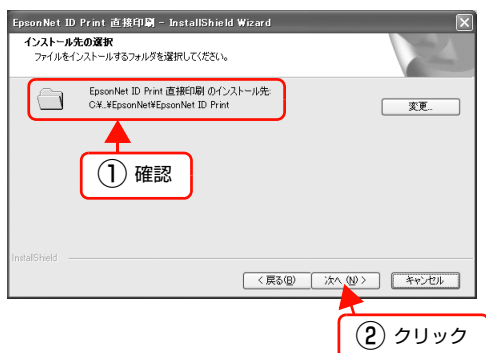 EpsonNet ID Print 直接印刷 - InstallShield Wizard
インストール先の選択
ファイルをインストールするフォルダを選択してください。
EpsonNet ID Print 直接印刷 のインストール先:
C:¥..¥EpsonNet¥EpsonNet ID Print
変更...
① 確認
InstallShield
< 戻る(B)
次へ (N) >
キャンセル
② クリック